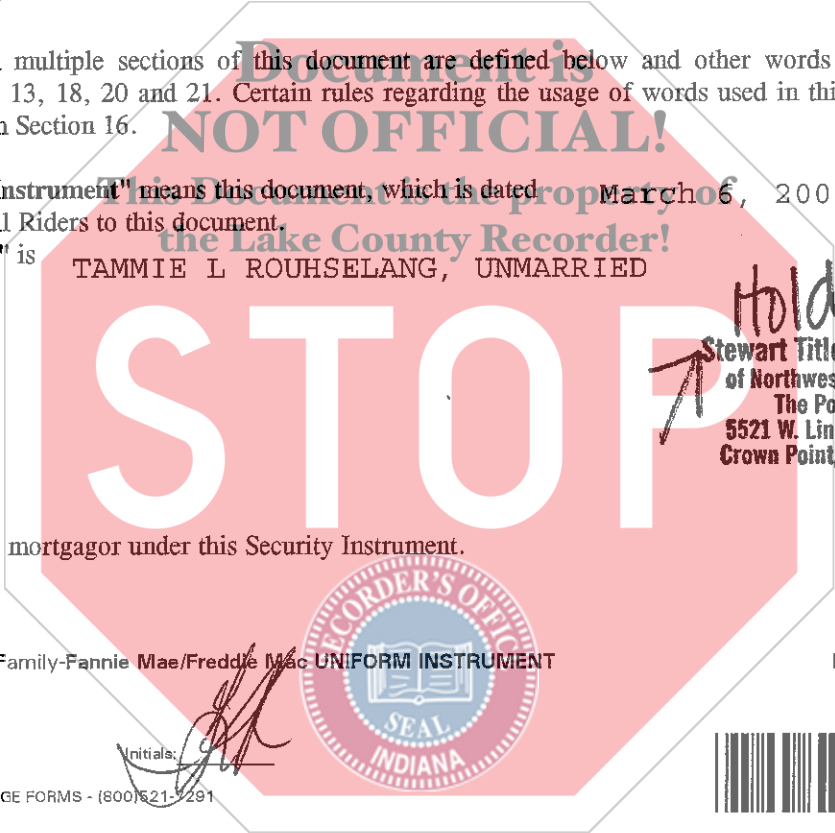 multiple sections of this document are defined below and other words
13, 18, 20 and 21. Certain rules regarding the usage of words used in thi
n Section 16.
Document is
NOT OFFICIAL!
This Document is the property of
the Lake County Recorder!
Instrument" means this document, which is dated March 6, 200
l Riders to this document.
" is
TAMMIE L ROUHSELANG, UNMARRIED
Hold
Stewart Title
of Northwes
The Po
5521 W. Lin
Crown Point,
STOP
mortgagor under this Security Instrument.
RECORDER'S OFFICE
SEAL
INDIANA
Family-Fannie Mae/Freddie Mac UNIFORM INSTRUMENT
Initials:
GE FORMS - (800)521-7291